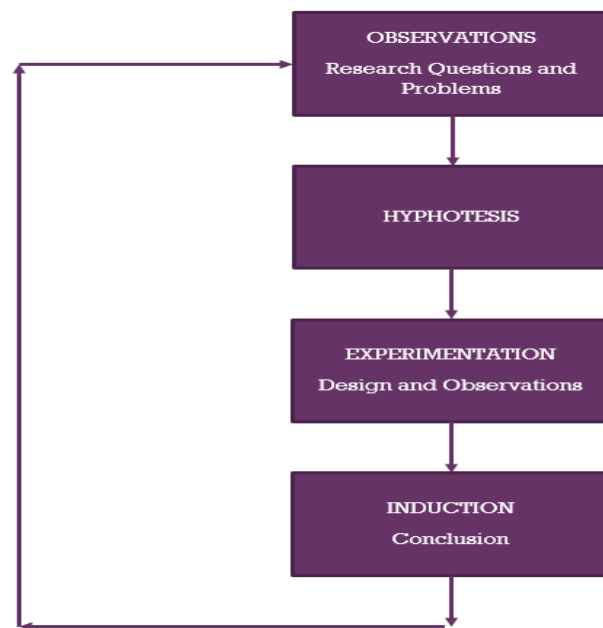 OBSERVATIONS
Research Questions and
Problems
HYPHOTESIS
EXPERIMENTATION
Design and Observations
INDUCTION
Conclusion